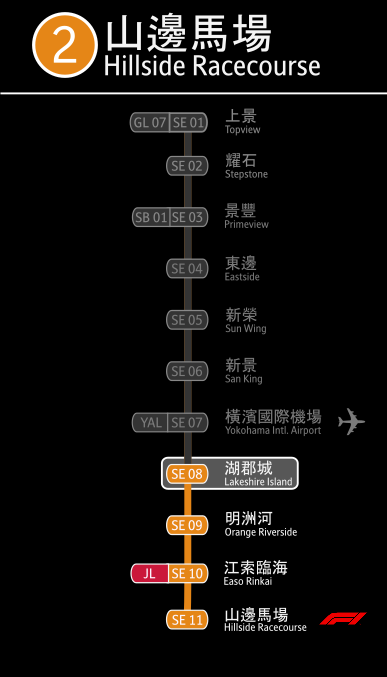 2
山邊馬場
Hillside Racecourse
GL 07 SE 01 上景
Topview
SE 02 耀石
Stepstone
SB 01 SE 03 景豐
Primeview
SE 04 東邊
Eastside
SE 05 新榮
Sun Wing
SE 06 新景
San King
YAL SE 07 橫濱國際機場
Yokohama Intl. Airport
SE 08 湖郡城
Lakeshire Island
SE 09 明洲河
Orange Riverside
JL SE 10 江索臨海
Easo Rinkai
SE 11 山邊馬場
Hillside Racecourse